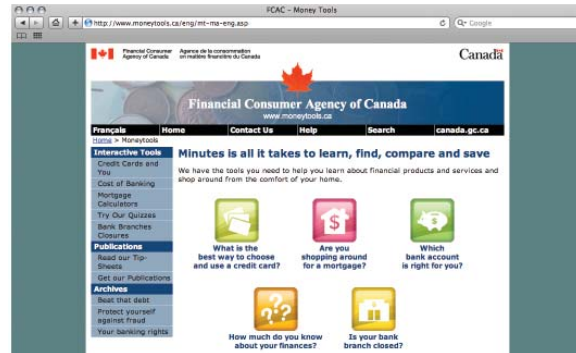 FCAC - Money Tools
http://www.moneytools.ca/eng/mt-ma-eng.asp
Google
Financial Consumer Agency of Canada
Agence de la consommation en matière financière du Canada
Canada
Financial Consumer Agency of Canada
www.moneytools.ca
Français Home Contact Us Help Search canada.gc.ca
Home > Moneytools
Interactive Tools
Credit Cards and
You
Cost of Banking
Mortgage
Calculators
Try Our Quizzes
Bank Branches
Closures
Publications
Read our Tip-
Sheets
Get our Publications
Archives
Beat that debt
Protect yourself
against fraud
Your banking rights
Minutes is all it takes to learn, find, compare and save
We have the tools you need to help you learn about financial products and services and
shop around from the comfort of your home.
What is the
best way to choose
and use a credit card?
$
Are you
shopping around
for a mortgage?
$
Which
bank account
is right for you?
???
How much do you know
about your finances?
Is your bank
branch closed?